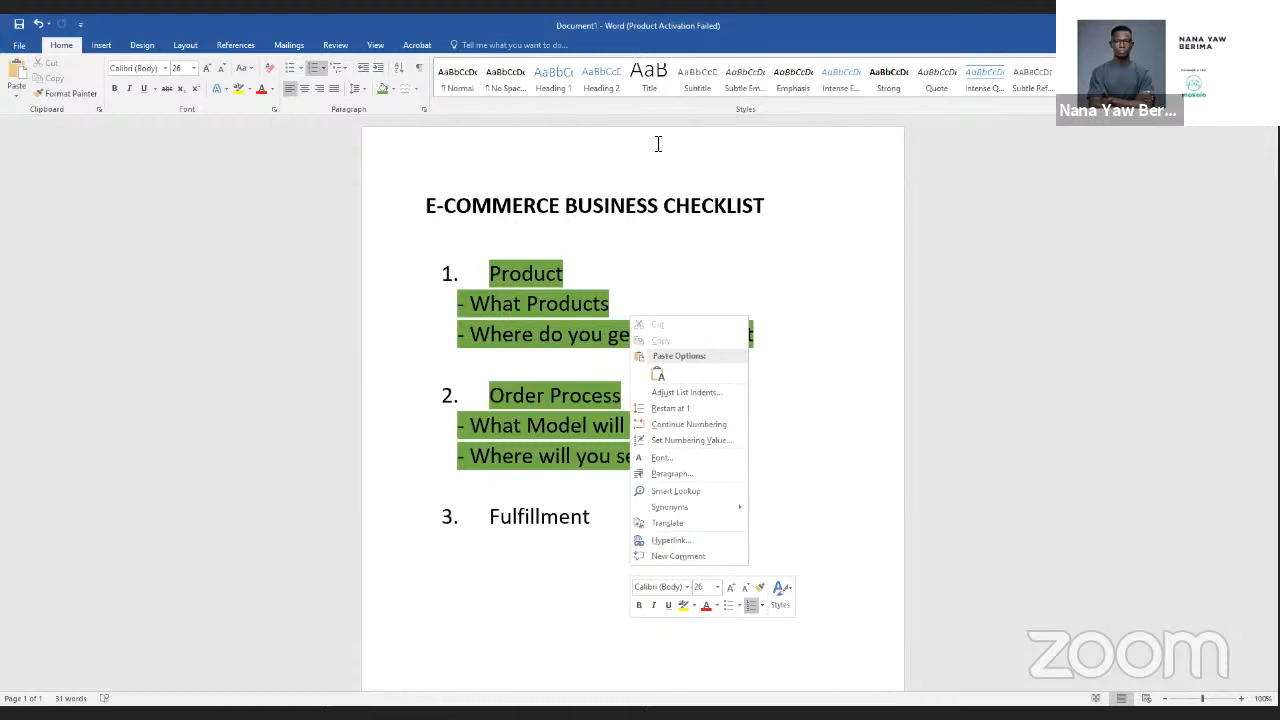 Document1 - Word (Product Activation Failed)
File Home Insert Design Layout References Mailings Review View Acrobat Tell me what you want to do...
NANA YAW
BERIMA
Nana Yaw Ber...
Paste
Cut
Copy
Format Painter
Clipboard
Calibri (Body) 26
Font
Paragraph
AaBbCcDc AaBbCcDc AaBbCc AaBbCc AaB AaBbCcD AaBbCcDc AaBbCcDc AaBbCcDc AaBbCcDc AaBbCcDc AaBbCcDc AaBbCcDc
¶ Normal Spac... Heading 1 Heading 2 Title Subtitle Subtle Em... Emphasis Intense E... Strong Quote Intense Q... Subtle Ref...
Styles
E-COMMERCE BUSINESS CHECKLIST
1. Product
- What Products
- Where do you ge
2. Order Process
- What Model will
- Where will you se
3. Fulfillment
Cut
Copy
Paste Options:
Adjust List Indents...
Restart at 1
Continue Numbering
Set Numbering Value...
Font...
Paragraph...
Smart Lookup
Synonyms
Translate
Hyperlink...
New Comment
Calibri (Body) 26
B I U Styles
zoom
Page 1 of 1 31 words
100%